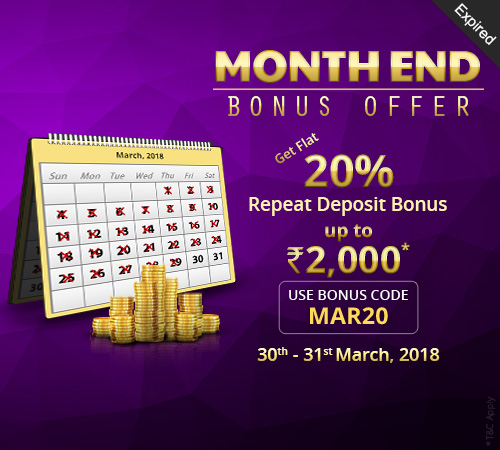 Expired
MONTH END
BONUS OFFER
Get Flat
20%
Repeat Deposit Bonus
up to
₹2,000*
USE BONUS CODE
MAR20
30th - 31st March, 2018
March, 2018
Sun Mon Tue Wed Thu Fri Sat
1 2 3
4 5 6 7 8 9 10
11 12 13 14 15 16 17
18 19 20 21 22 23 24
25 26 27 28 29 30 31
30
*T&C Apply